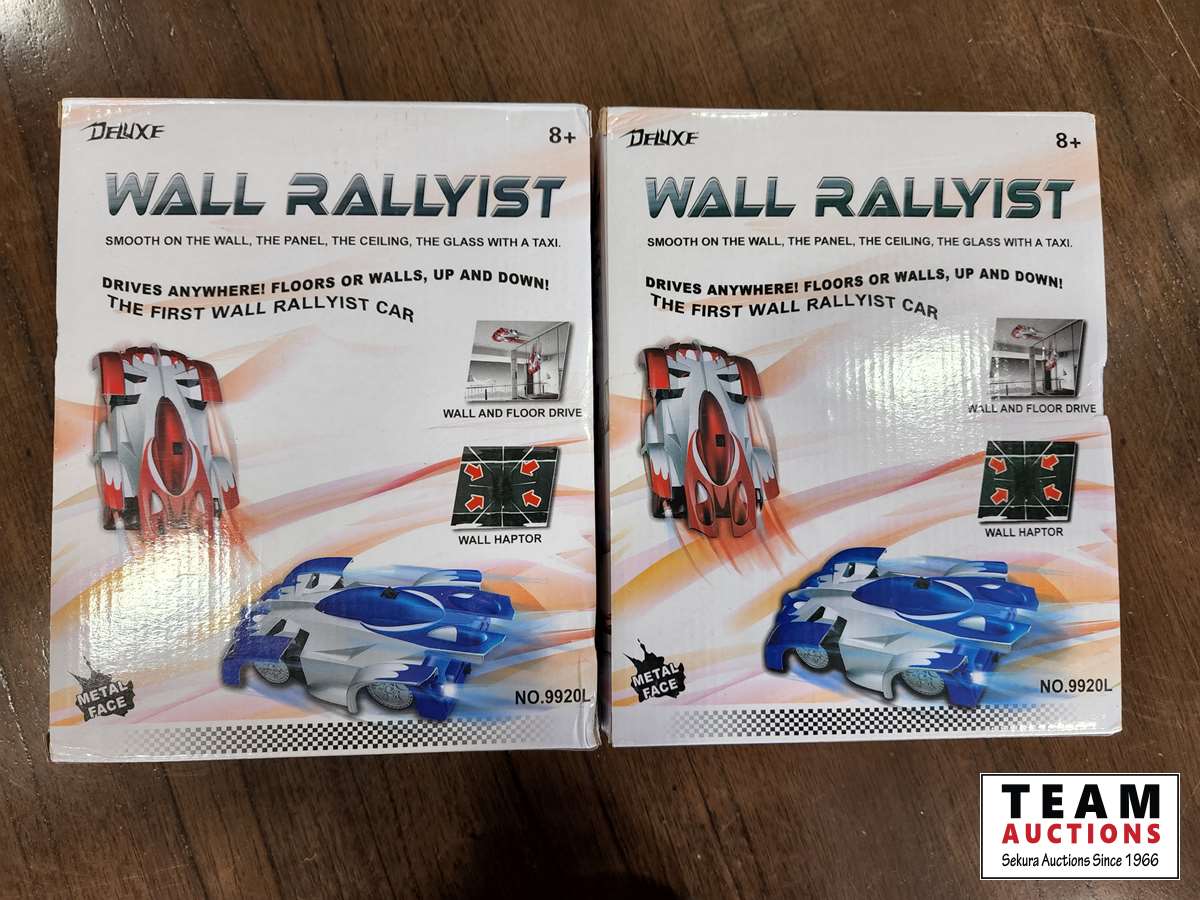 DELUXE
8+
WALL RALLYIST
SMOOTH ON THE WALL, THE PANEL, THE CEILING, THE GLASS WITH A TAXI.
DRIVES ANYWHERE! FLOORS OR WALLS, UP AND DOWN!
THE FIRST WALL RALLYIST CAR
WALL AND FLOOR DRIVE
WALL HAPTOR
METAL
FACE
NO.9920L
DELUXE
8+
WALL RALLYIST
SMOOTH ON THE WALL, THE PANEL, THE CEILING, THE GLASS WITH A TAXI.
DRIVES ANYWHERE! FLOORS OR WALLS, UP AND DOWN!
THE FIRST WALL RALLYIST CAR
WALL AND FLOOR DRIVE
WALL HAPTOR
METAL
FACE
NO.9920L
TEAM
AUCTIONS
Sekura Auctions Since 1966